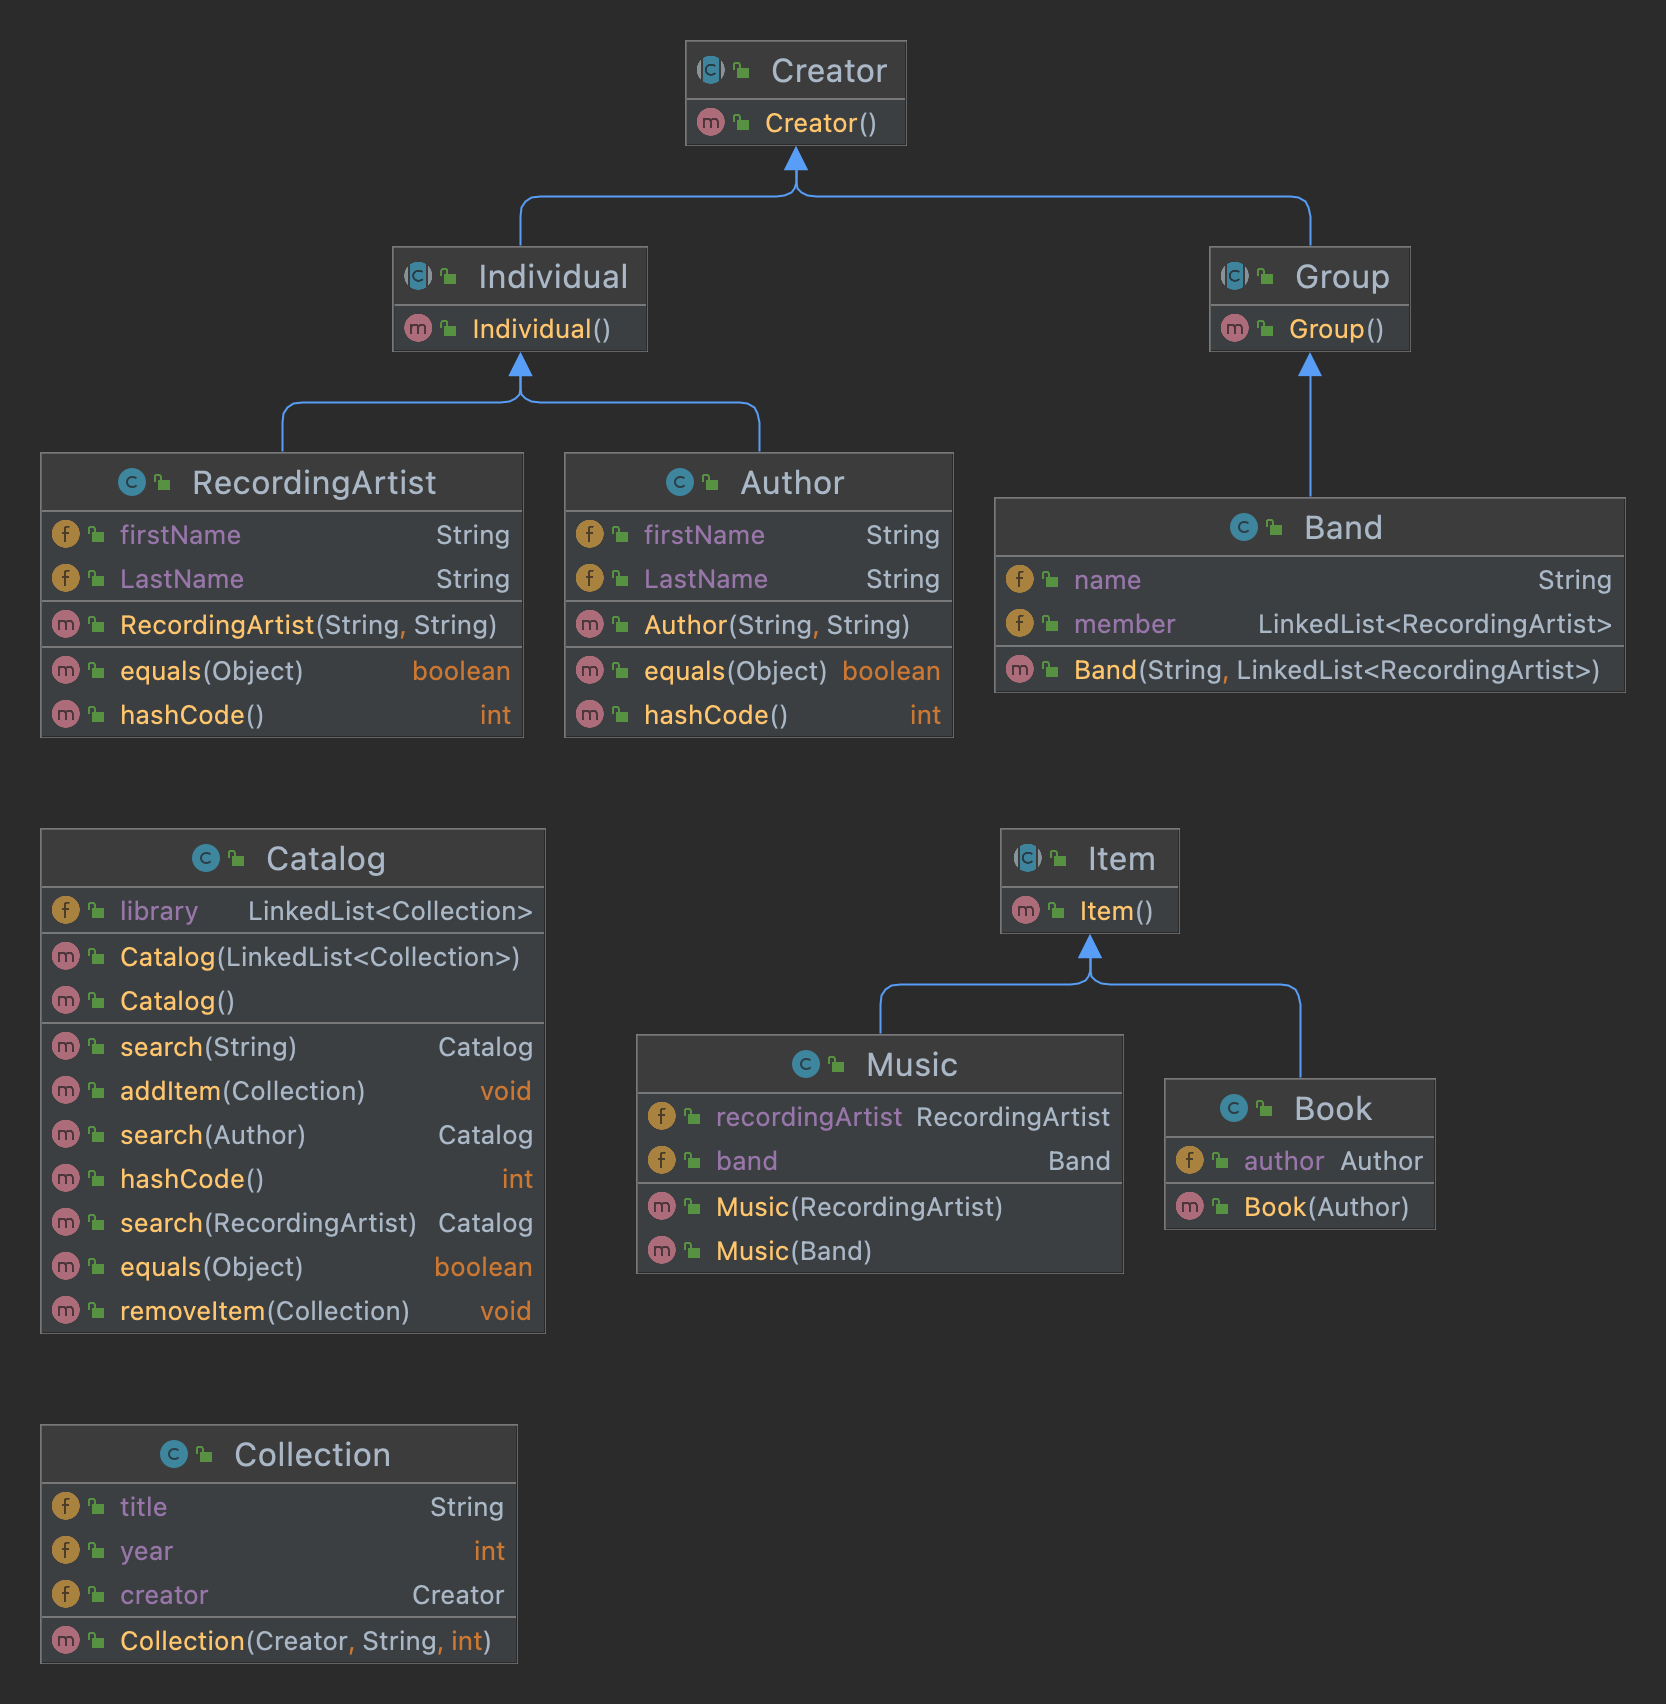 Creator
Creator()
Individual
Individual()
Group
Group()
RecordingArtist
firstName String
LastName String
RecordingArtist(String, String)
equals(Object) boolean
hashCode() int
Author
firstName String
LastName String
Author(String, String)
equals(Object) boolean
hashCode() int
Band
name String
member LinkedList<RecordingArtist>
Band(String, LinkedList<RecordingArtist>)
Catalog
library LinkedList<Collection>
Catalog(LinkedList<Collection>)
Catalog()
search(String) Catalog
addItem(Collection) void
search(Author) Catalog
hashCode() int
search(RecordingArtist) Catalog
equals(Object) boolean
removeItem(Collection) void
Item
Item()
Music
recordingArtist RecordingArtist
band Band
Music(RecordingArtist)
Music(Band)
Book
author Author
Book(Author)
Collection
title String
year int
creator Creator
Collection(Creator, String, int)